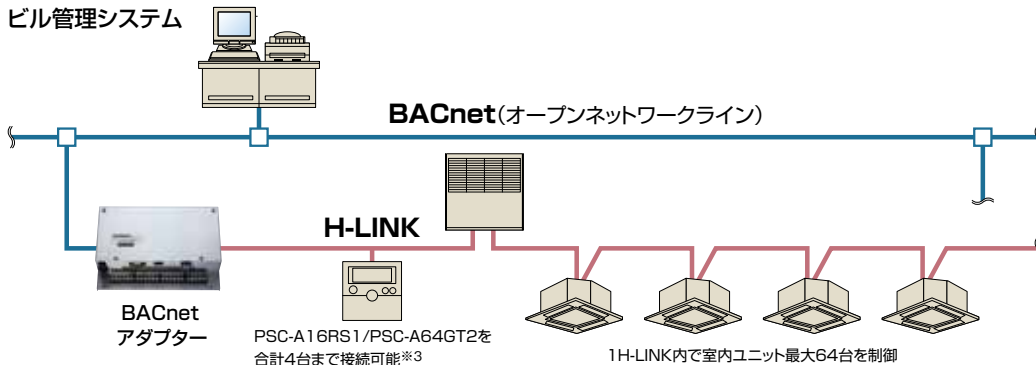 ビル管理システム
BACnet(オープンネットワークライン)
H-LINK
BACnet
アダプター
PSC-A16RS1/PSC-A64GT2を
合計4台まで接続可能※3
1H-LINK内で室内ユニット最大64台を制御